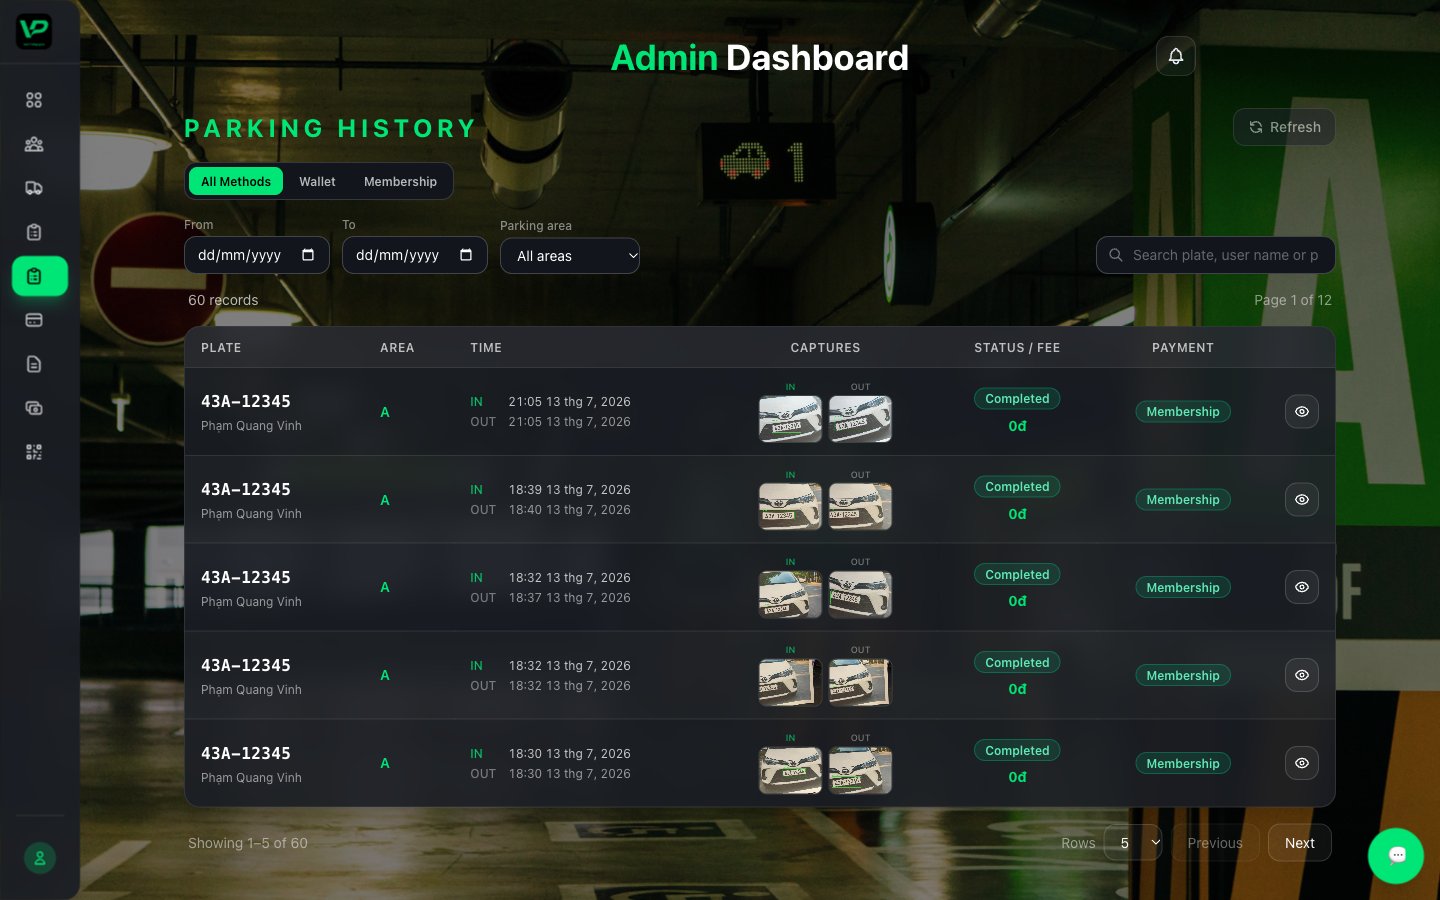 VP
Admin Dashboard
PARKING HISTORY
Refresh
All Methods Wallet Membership
From To Parking area
dd/mm/yyyy dd/mm/yyyy All areas Search plate, user name or p
60 records Page 1 of 12
PLATE AREA TIME CAPTURES STATUS / FEE PAYMENT
43A-12345
Phạm Quang Vinh
A
IN 21:05 13 thg 7, 2026
OUT 21:05 13 thg 7, 2026
IN OUT
Completed
0đ
Membership
43A-12345
Phạm Quang Vinh
A
IN 18:39 13 thg 7, 2026
OUT 18:40 13 thg 7, 2026
IN OUT
Completed
0đ
Membership
43A-12345
Phạm Quang Vinh
A
IN 18:32 13 thg 7, 2026
OUT 18:37 13 thg 7, 2026
IN OUT
Completed
0đ
Membership
43A-12345
Phạm Quang Vinh
A
IN 18:32 13 thg 7, 2026
OUT 18:32 13 thg 7, 2026
IN OUT
Completed
0đ
Membership
43A-12345
Phạm Quang Vinh
A
IN 18:30 13 thg 7, 2026
OUT 18:30 13 thg 7, 2026
IN OUT
Completed
0đ
Membership
Showing 1–5 of 60
Rows 5 Previous Next
1
A
OF